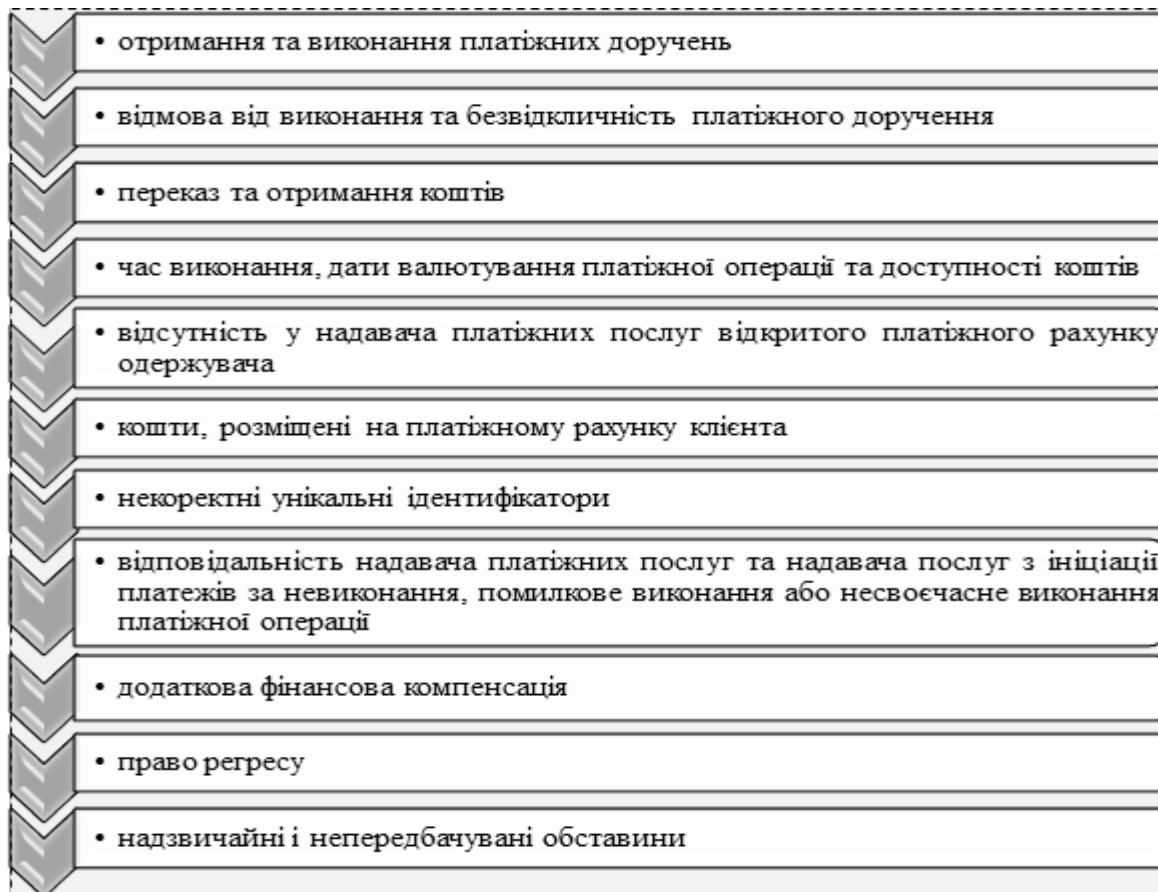 • отримання та виконання платіжних доручень
• відмова від виконання та безвідкличність платіжного доручення
• переказ та отримання коштів
• час виконання, дати валютування платіжної операції та доступності коштів
• відсутність у надавача платіжних послуг відкритого платіжного рахунку
одержувача
• кошти, розміщені на платіжному рахунку клієнта
• некоректні унікальні ідентифікатори
• відповідальність надавача платіжних послуг та надавача послуг з ініціації
платежів за невиконання, помилкове виконання або несвоєчасне виконання
платіжної операції
• додаткова фінансова компенсація
• право регресу
• надзвичайні і непередбачувані обставини